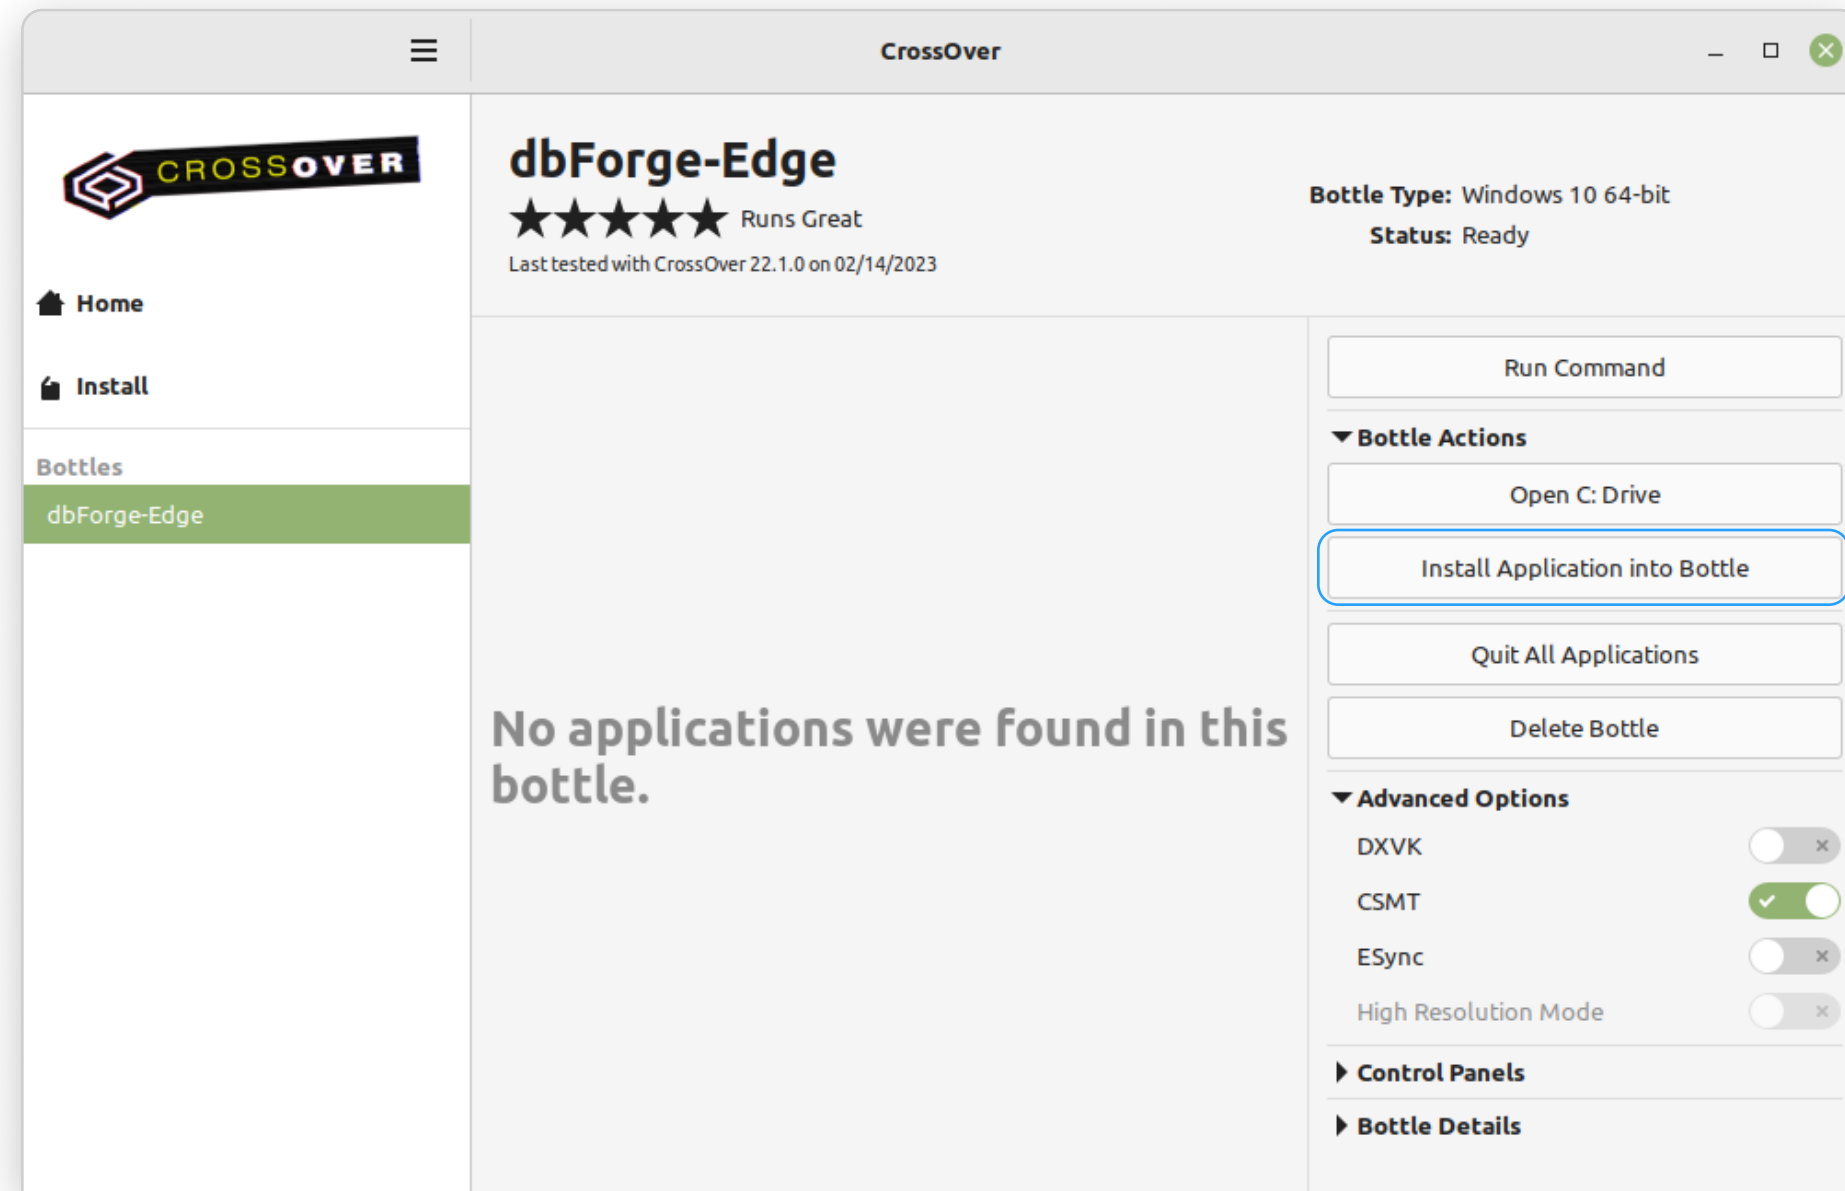 CrossOver
CROSSOVER
Home
Install
Bottles
dbForge-Edge
dbForge-Edge
Runs Great
Last tested with CrossOver 22.1.0 on 02/14/2023
Bottle Type: Windows 10 64-bit
Status: Ready
No applications were found in this
bottle.
Run Command
Bottle Actions
Open C: Drive
Install Application into Bottle
Quit All Applications
Delete Bottle
Advanced Options
DXVK
CSMT
ESync
High Resolution Mode
Control Panels
Bottle Details